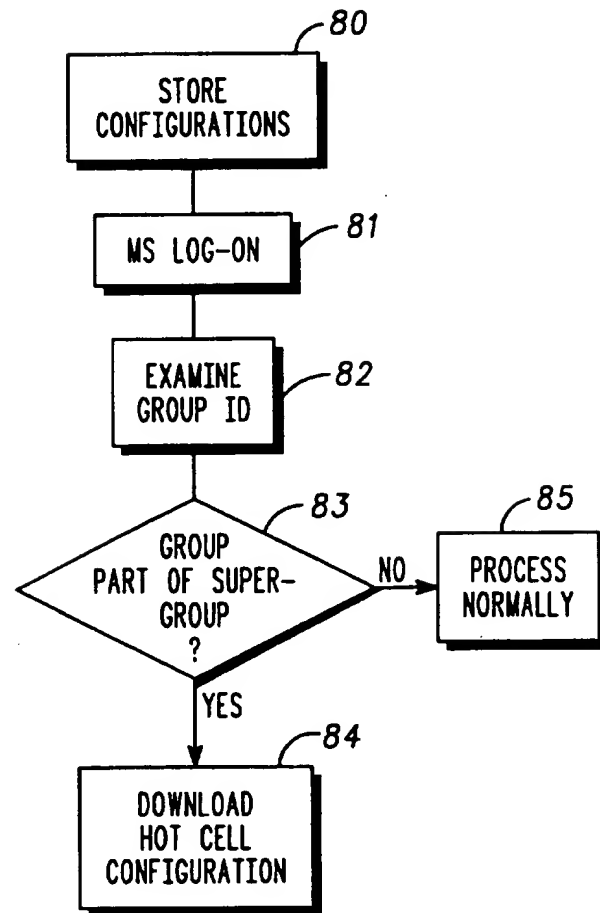 80
STORE
CONFIGURATIONS
81
MS LOG-ON
82
EXAMINE
GROUP ID
83
GROUP
PART OF SUPER-
GROUP
?
NO
85
PROCESS
NORMALLY
YES
84
DOWNLOAD
HOT CELL
CONFIGURATION